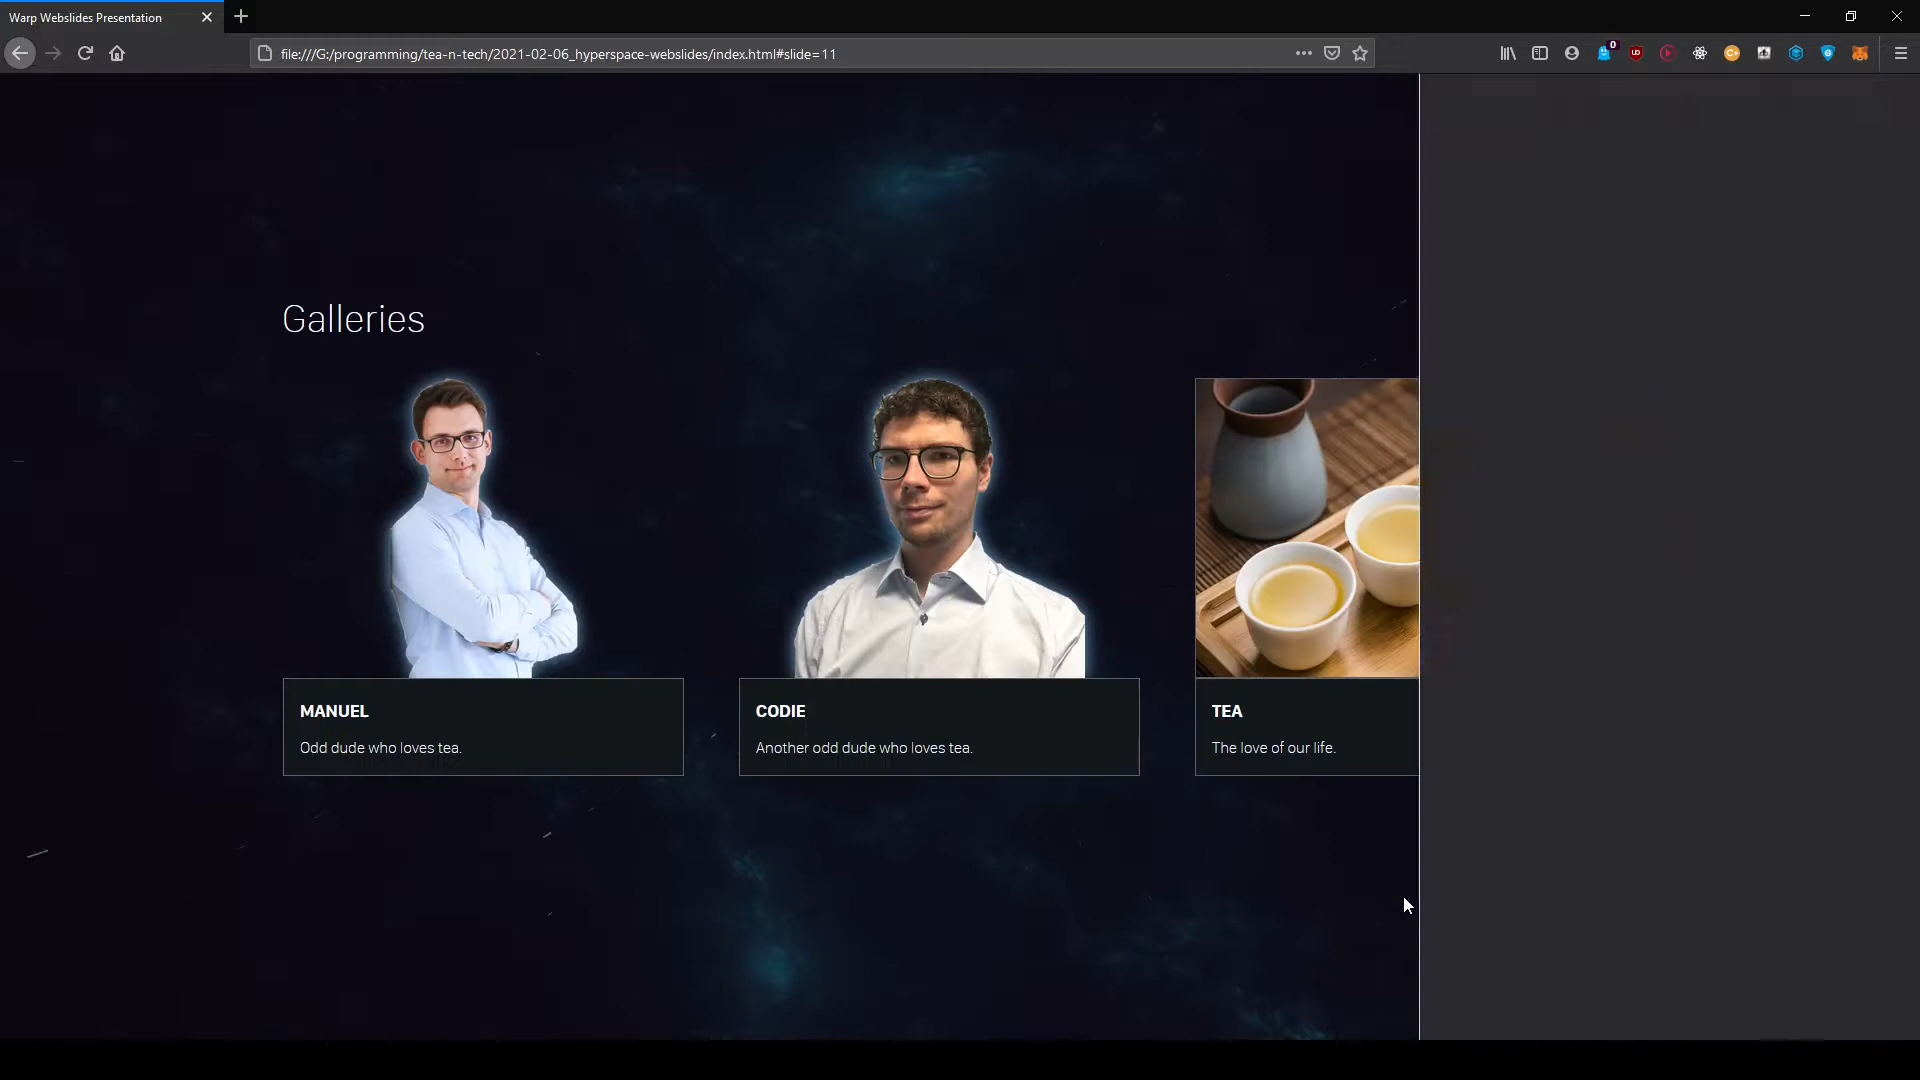 Warp Webslides Presentation
file:///G:/programming/tea-n-tech/2021-02-06_hyperspace-webslides/index.html#slide=11
0
Galleries
MANUEL
Odd dude who loves tea.
CODIE
Another odd dude who loves tea.
TEA
The love of our life.